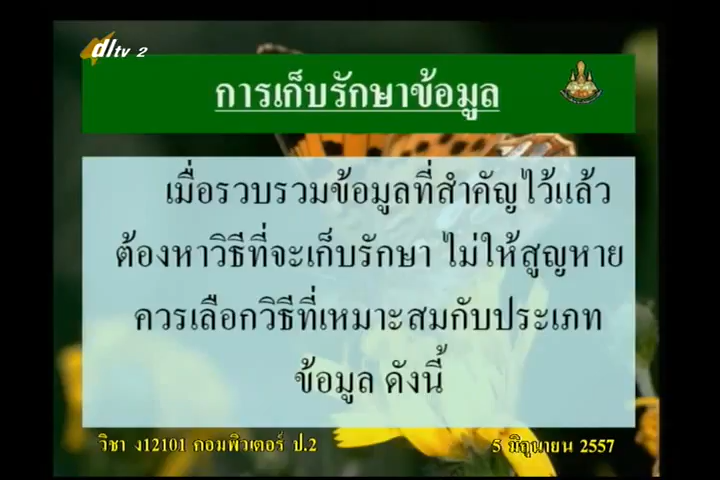 dltv 2
การเก็บรักษาข้อมูล
เมื่อรวบรวมข้อมูลที่สำคัญไว้แล้ว
ต้องหาวิธีที่จะเก็บรักษา ไม่ให้สูญหาย
ควรเลือกวิธีที่เหมาะสมกับประเภท
ข้อมูล ดังนี้
วิชา ง12101 คอมพิวเตอร์ ป.2
5 มิถุนายน 2557